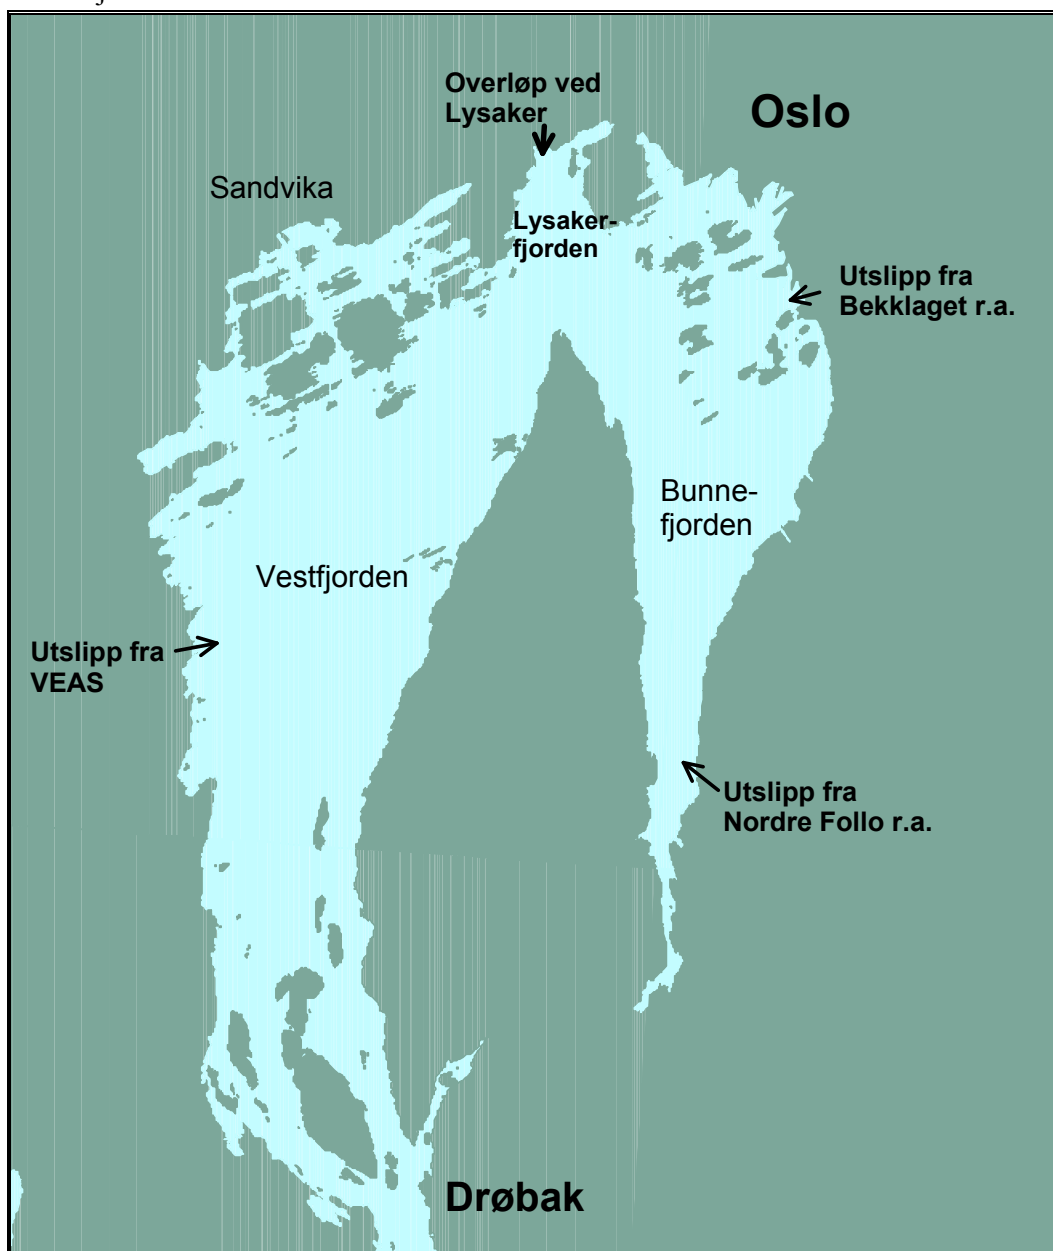 Overløp ved
Lysaker
Oslo
Sandvika
Lysaker-
fjorden
Utslipp fra
Bekklaget r.a.
Bunne-
fjorden
Vestfjorden
Utslipp fra
VEAS
Utslipp fra
Nordre Follo r.a.
Drøbak